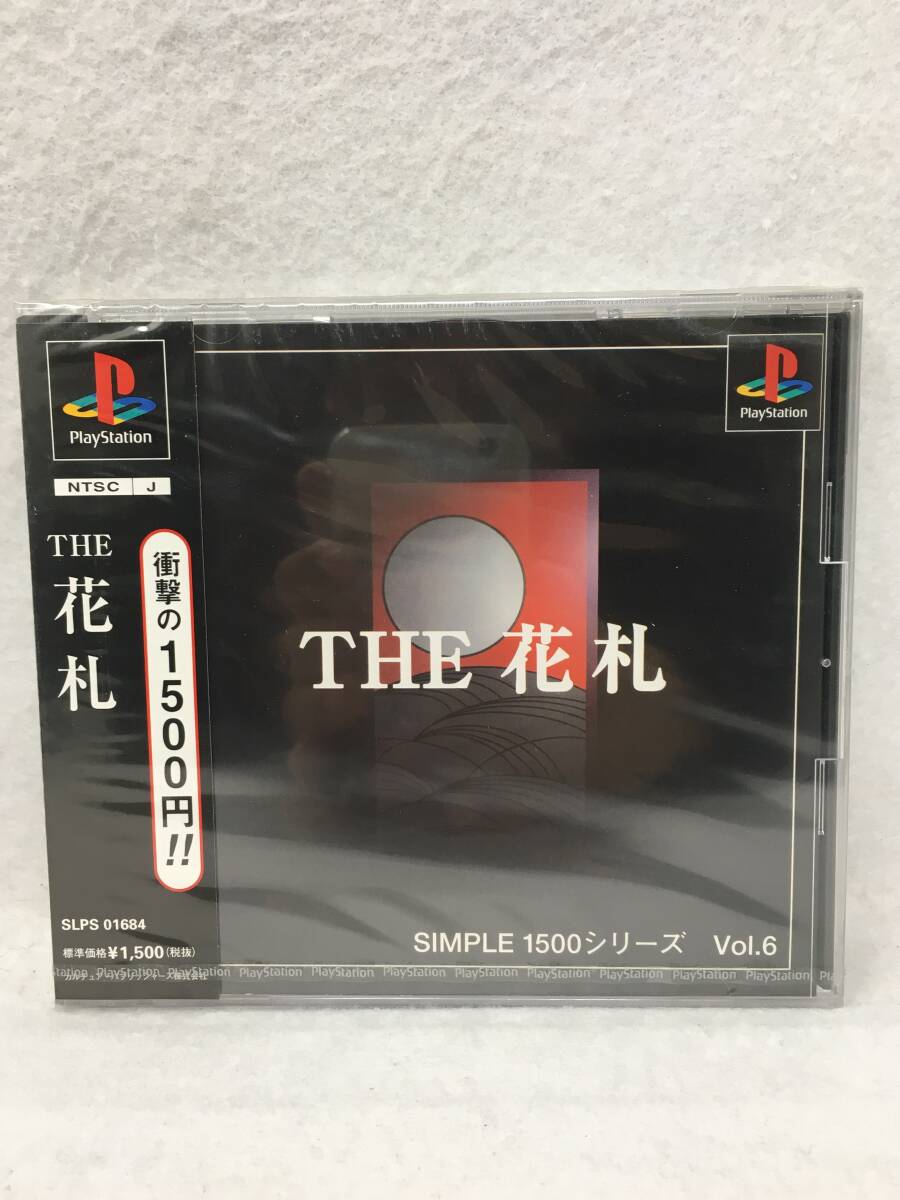 PlayStation
NTSC J
THE
花札
衝撃の1500円!!
SLPS 01684
標準価格¥1,500(税抜)
PlayStation
THE 花札
SIMPLE 1500シリーズ Vol.6
Station PlayStation PlayStation PlayStation PlayStation PlayStation PlayStation PlayStation PlayStation PlayStation PlayStation Pla